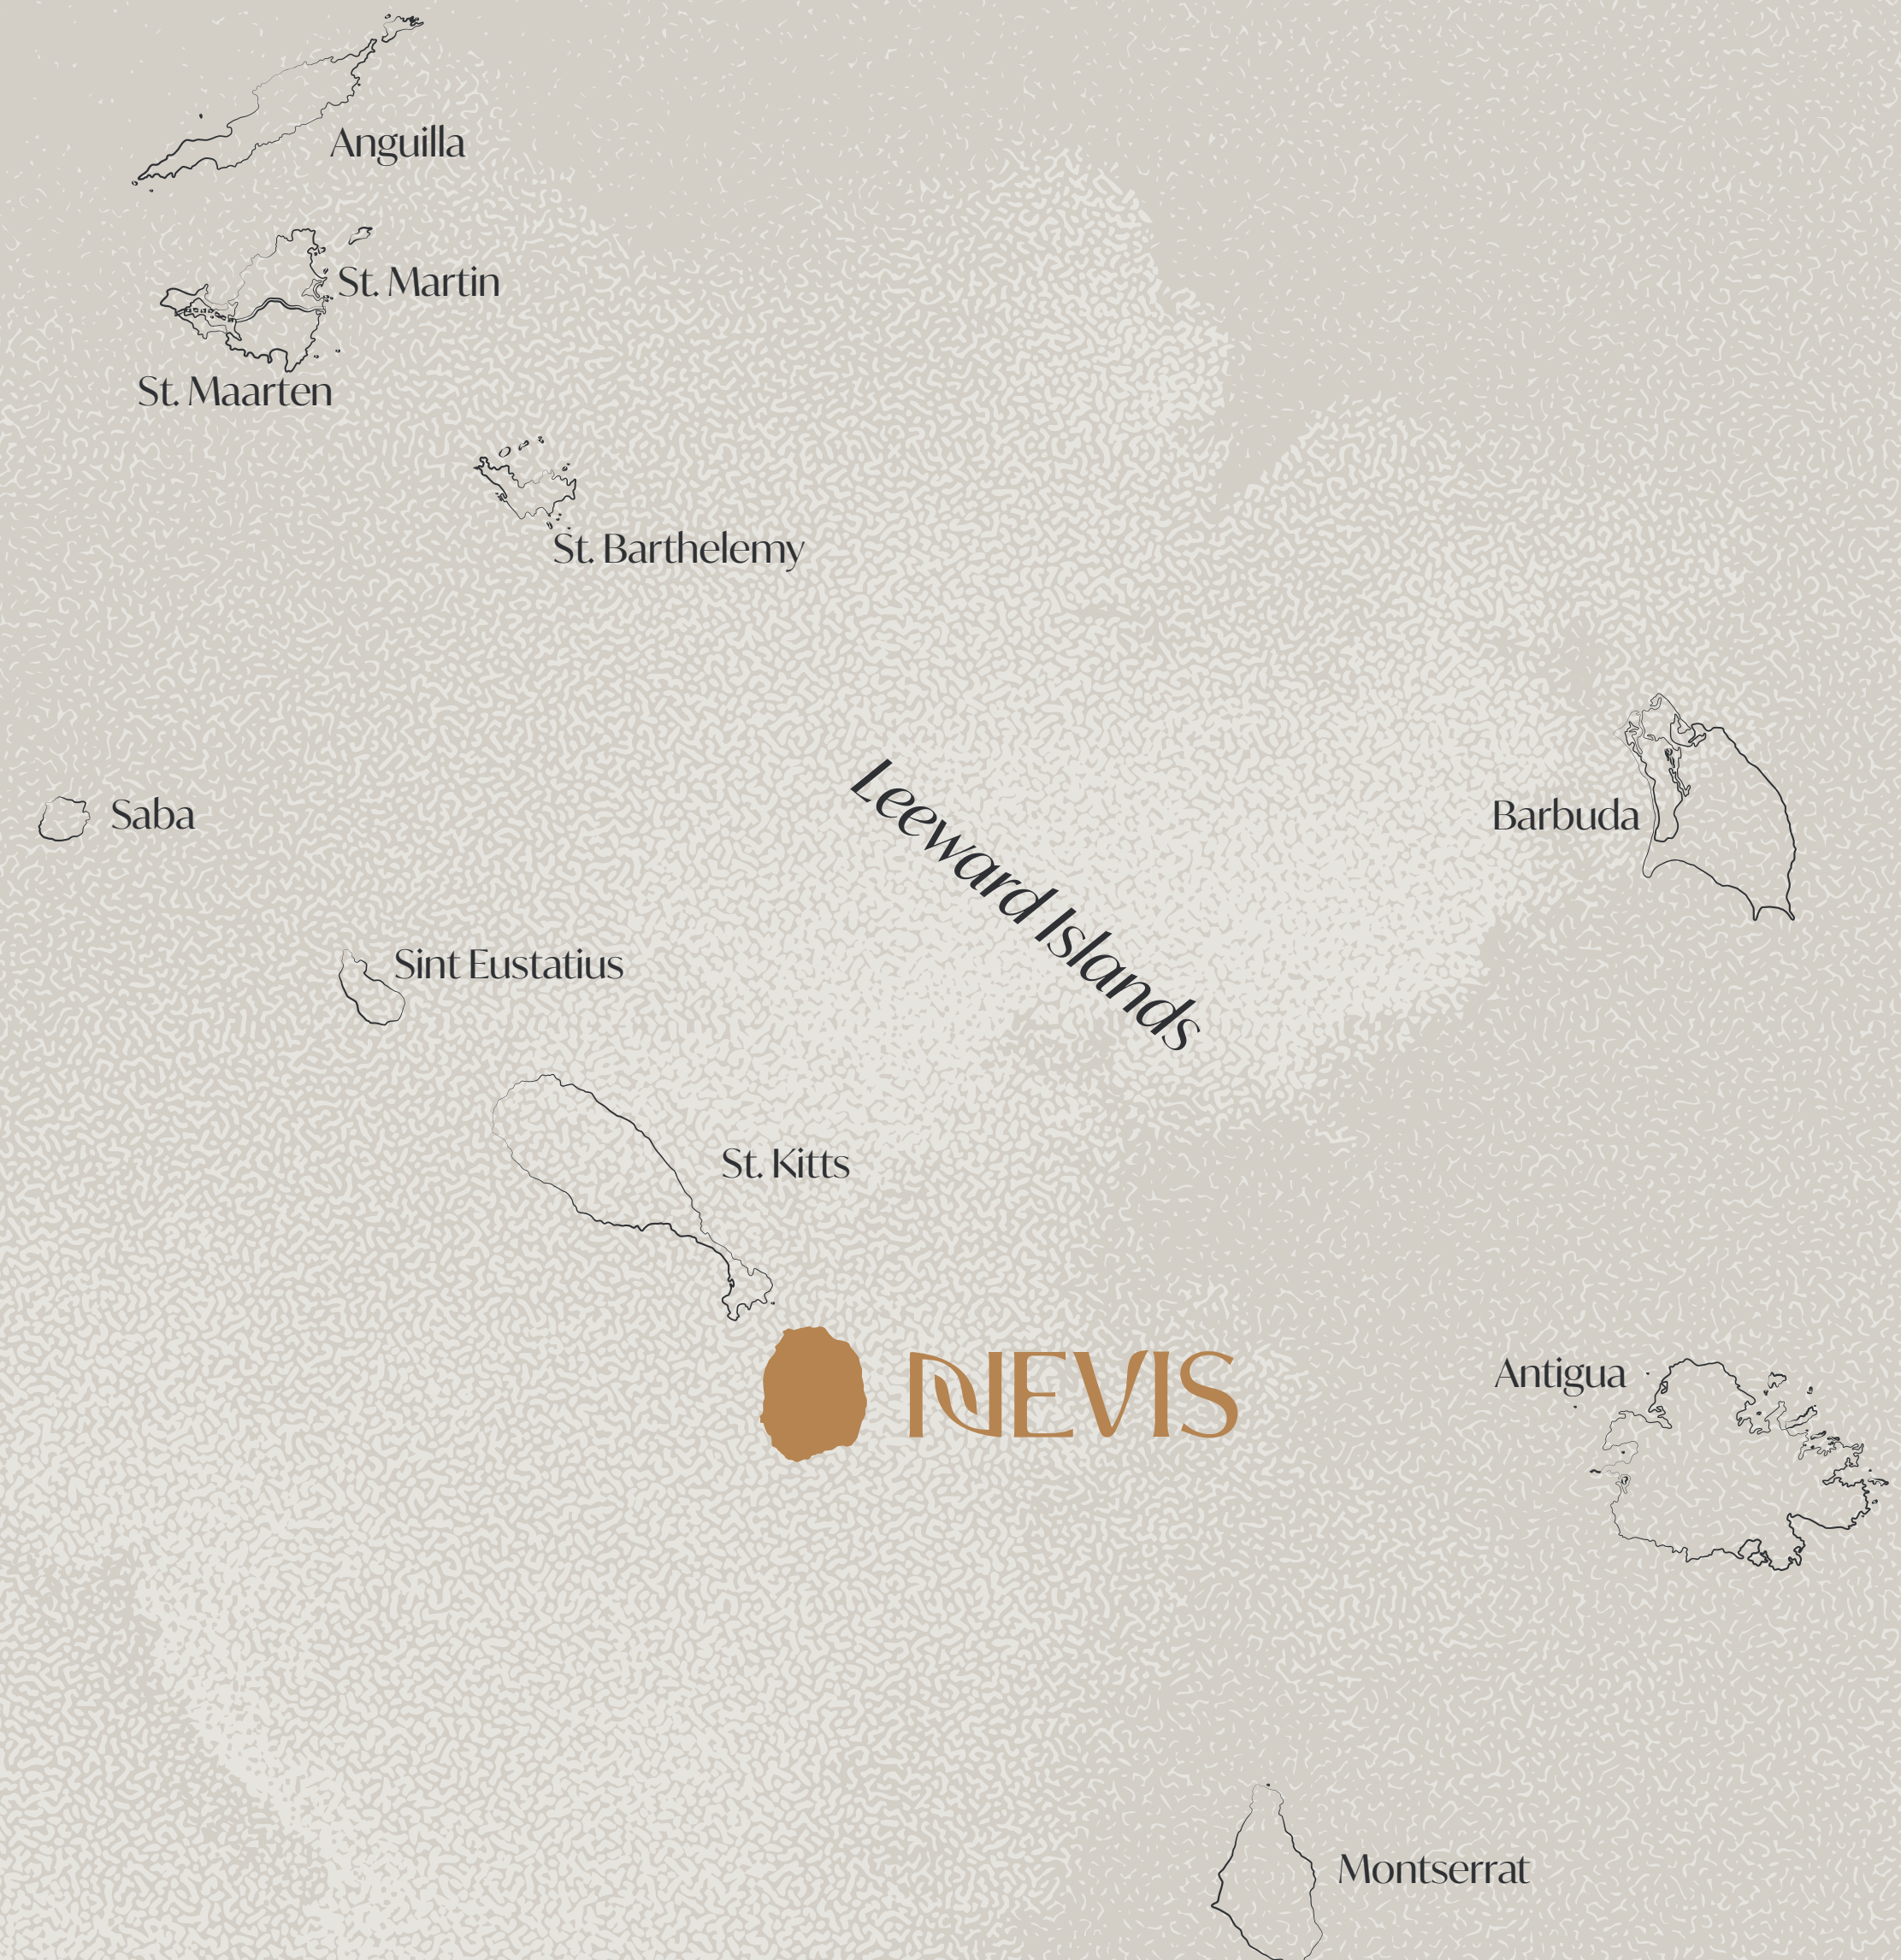 Anguilla
St. Martin
St. Maarten
St. Barthelemy
Leeward Islands
Saba
Barbuda
Sint Eustatius
St. Kitts
NEVIS
Antigua
Montserrat